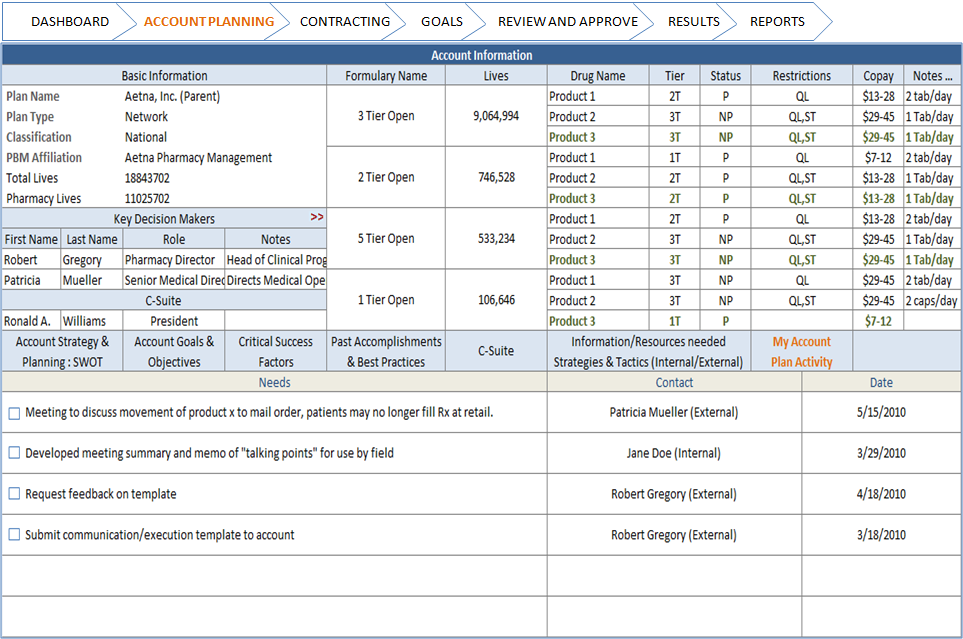 DASHBOARD ACCOUNT PLANNING CONTRACTING GOALS REVIEW AND APPROVE RESULTS REPORTS
Account Information
Basic Information Formulary Name Lives Drug Name Tier Status Restrictions Copay Notes ...
Plan Name Aetna, Inc. (Parent)
Plan Type Network
Classification National
PBM Affiliation Aetna Pharmacy Management
Total Lives 18843702
Pharmacy Lives 11025702
Key Decision Makers >>
First Name Last Name Role Notes
Robert Gregory Pharmacy Director Head of Clinical Prog
Patricia Mueller Senior Medical Direc Directs Medical Ope
C-Suite
Ronald A. Williams President
3 Tier Open 9,064,994
Product 1 2T P QL $13-28 2 tab/day
Product 2 3T NP QL,ST $29-45 1 Tab/day
Product 3 3T NP QL,ST $29-45 1 Tab/day
2 Tier Open 746,528
Product 1 1T P QL $7-12 2 tab/day
Product 2 2T P QL,ST $13-28 1 Tab/day
Product 3 2T P QL,ST $13-28 1 Tab/day
5 Tier Open 533,234
Product 1 2T P QL $13-28 2 tab/day
Product 2 3T NP QL,ST $29-45 1 Tab/day
Product 3 3T NP QL,ST $29-45 1 Tab/day
1 Tier Open 106,646
Product 1 3T NP QL $29-45 2 tab/day
Product 2 3T NP QL,ST $29-45 2 caps/day
Product 3 1T P $7-12
Account Strategy &
Planning : SWOT
Account Goals &
Objectives
Critical Success
Factors
Past Accomplishments
& Best Practices
C-Suite
Information/Resources needed
Strategies & Tactics (Internal/External)
My Account
Plan Activity
Needs Contact Date
Meeting to discuss movement of product x to mail order, patients may no longer fill Rx at retail. Patricia Mueller (External) 5/15/2010
Developed meeting summary and memo of "talking points" for use by field Jane Doe (Internal) 3/29/2010
Request feedback on template Robert Gregory (External) 4/18/2010
Submit communication/execution template to account Robert Gregory (External) 3/18/2010